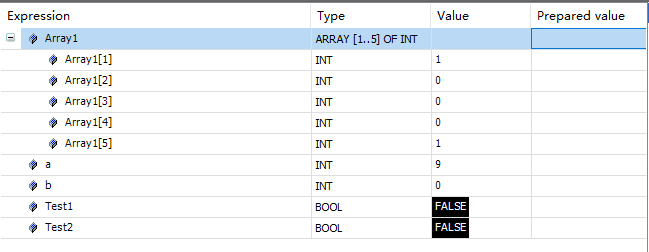 Expression Type Value Prepared value
Array1 ARRAY [1..5] OF INT
Array1[1] INT 1
Array1[2] INT 0
Array1[3] INT 0
Array1[4] INT 0
Array1[5] INT 1
a INT 9
b INT 0
Test1 BOOL FALSE
Test2 BOOL FALSE